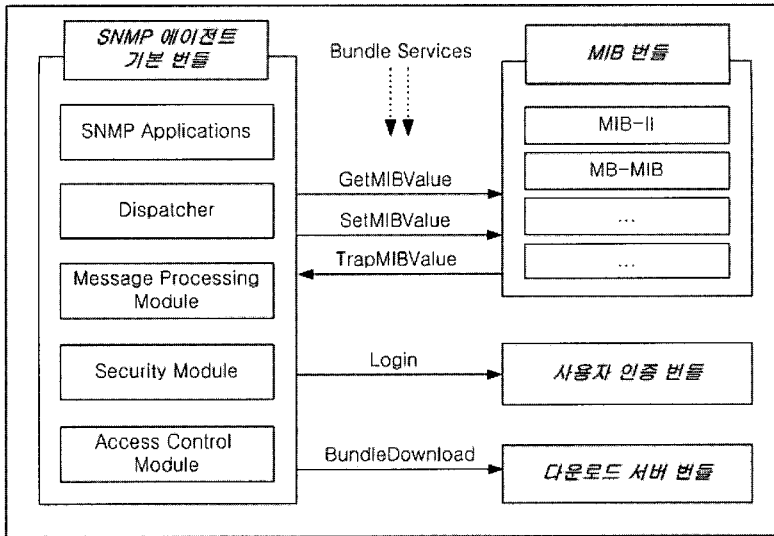 SNMP 에이전트
기본 번들
SNMP Applications
Dispatcher
Message Processing
Module
Security Module
Access Control
Module
Bundle Services
GetMIBValue
SetMIBValue
TrapMIBValue
Login
BundleDownload
MIB 번들
MIB-II
MB-MIB
...
...
사용자 인증 번들
다운로드 서버 번들